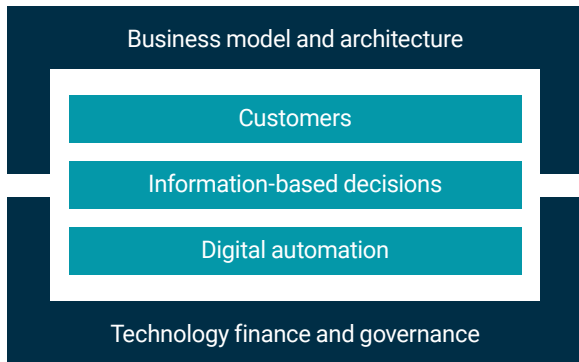 Business model and architecture
Customers
Information-based decisions
Digital automation
Technology finance and governance